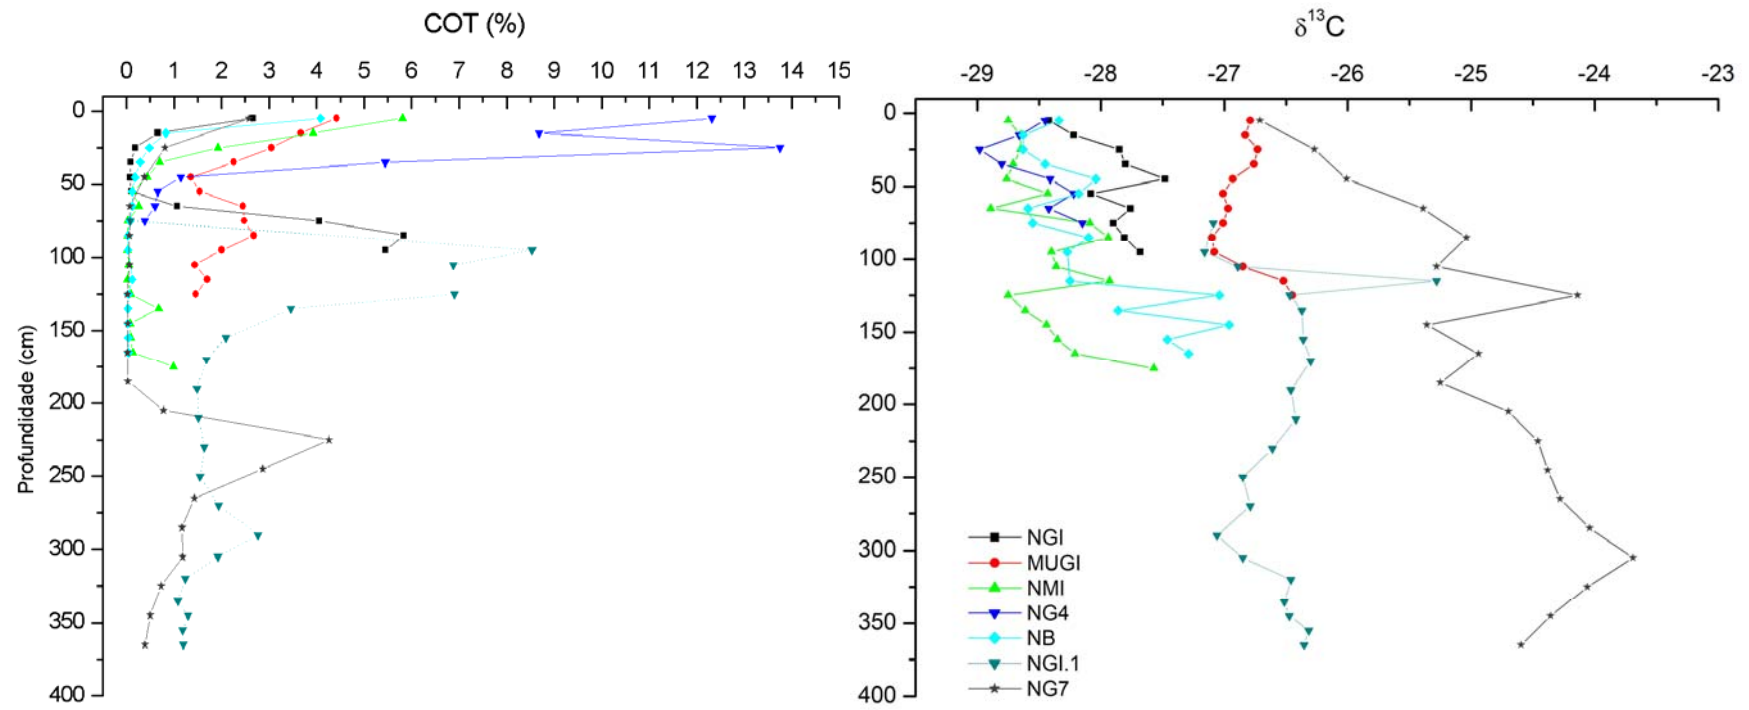 COT (%)
0 1 2 3 4 5 6 7 8 9 10 11 12 13 14 15
0
50
100
150
200
250
300
350
400
Profundidade (cm)
δ¹³C
-29 -28 -27 -26 -25 -24 -23
0
50
100
150
200
250
300
350
400
NGI
MUGI
NMI
NG4
NB
NGI.1
NG7